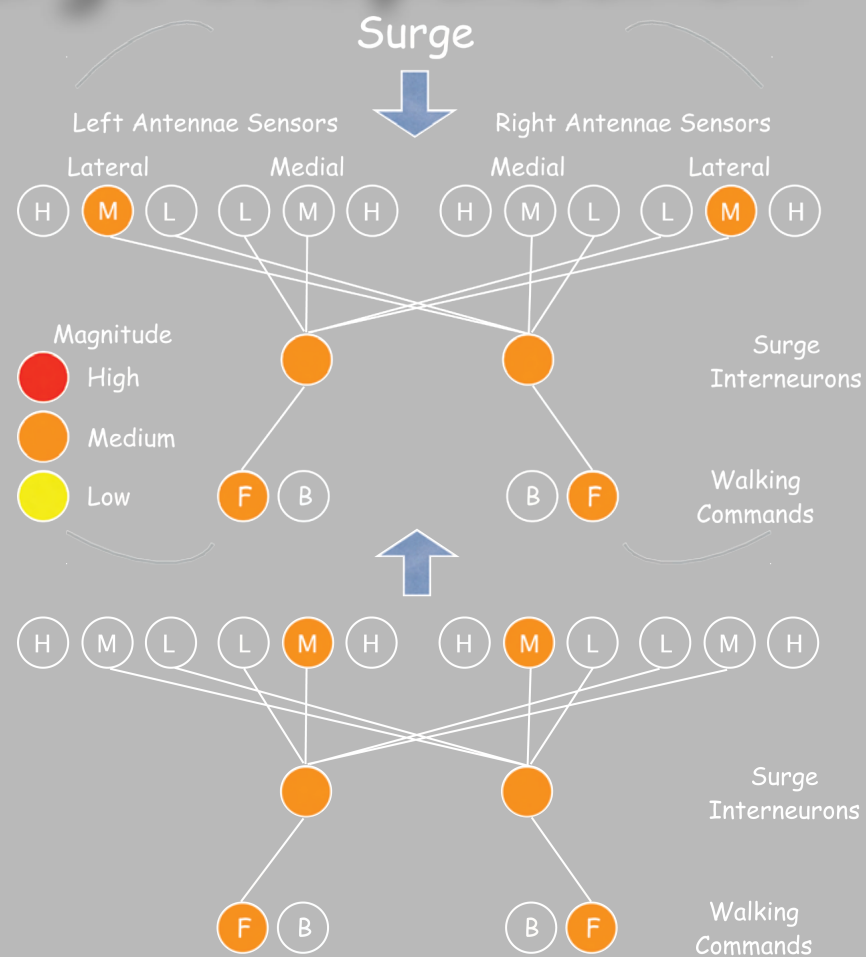 Surge
Left Antennae Sensors Right Antennae Sensors
Lateral Medial Medial Lateral
H M L L M H H M L L M H
Magnitude
High
Medium
Low
Surge
Interneurons
F B B F
Walking
Commands
H M L L M H H M L L M H
Surge
Interneurons
F B B F
Walking
Commands